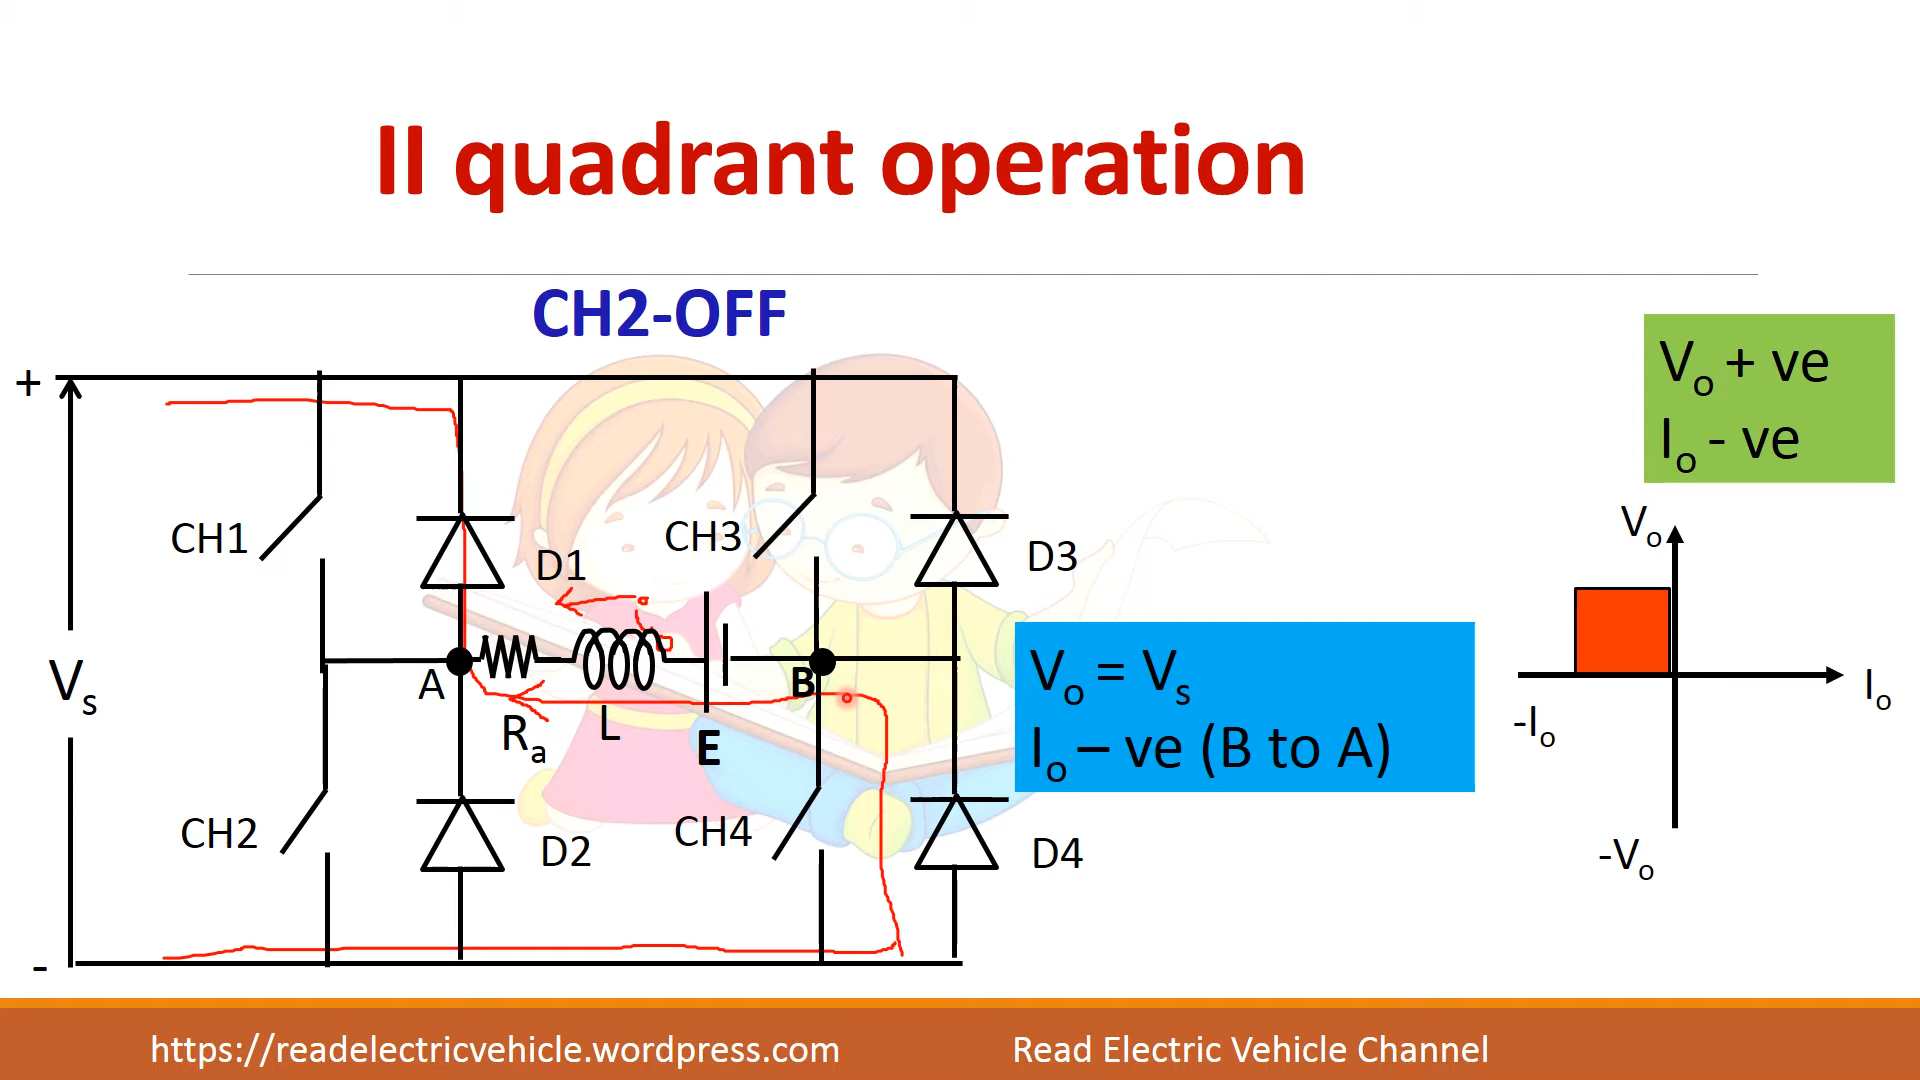 II quadrant operation
CH2-OFF
+
Vo + ve
Io - ve
CH1
D1
CH3
D3
Vo
Vs
A
Ra
L
E
B
Vo = Vs
Io – ve (B to A)
-Io
Io
CH2
D2
CH4
D4
-Vo
-
https://readelectricvehicle.wordpress.com
Read Electric Vehicle Channel